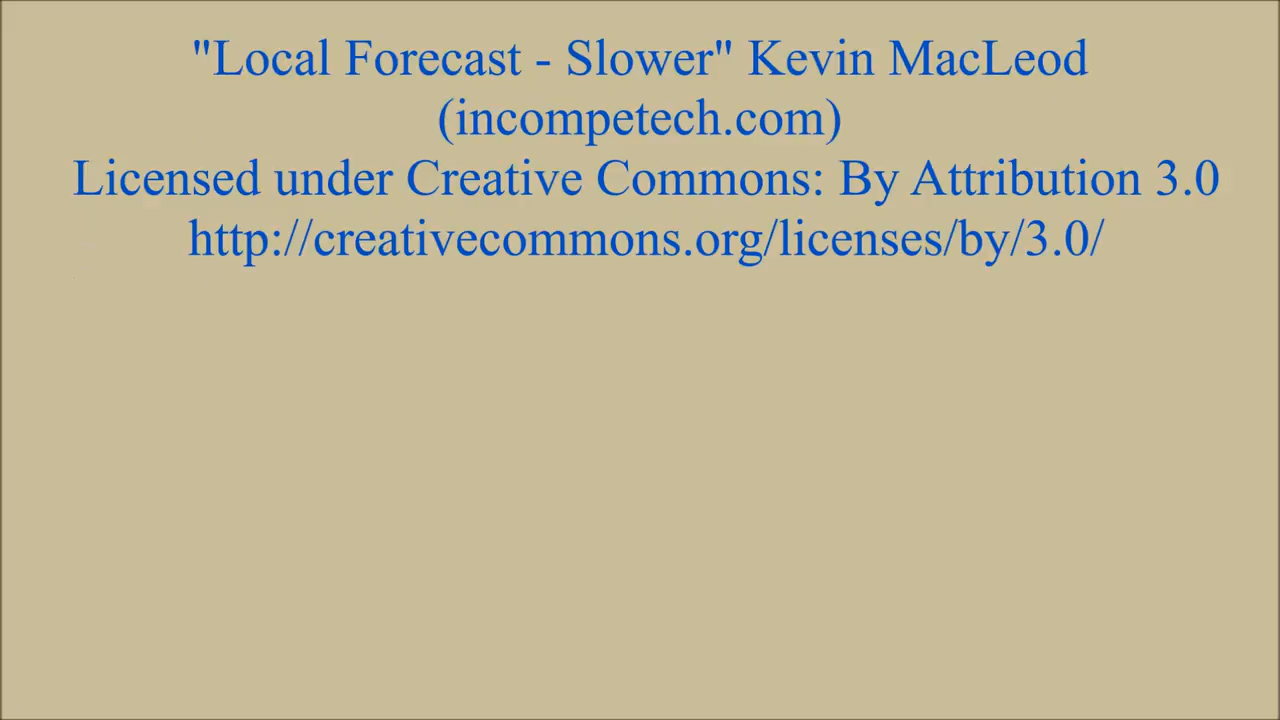 "Local Forecast - Slower" Kevin MacLeod
(incompetech.com)
Licensed under Creative Commons: By Attribution 3.0
http://creativecommons.org/licenses/by/3.0/